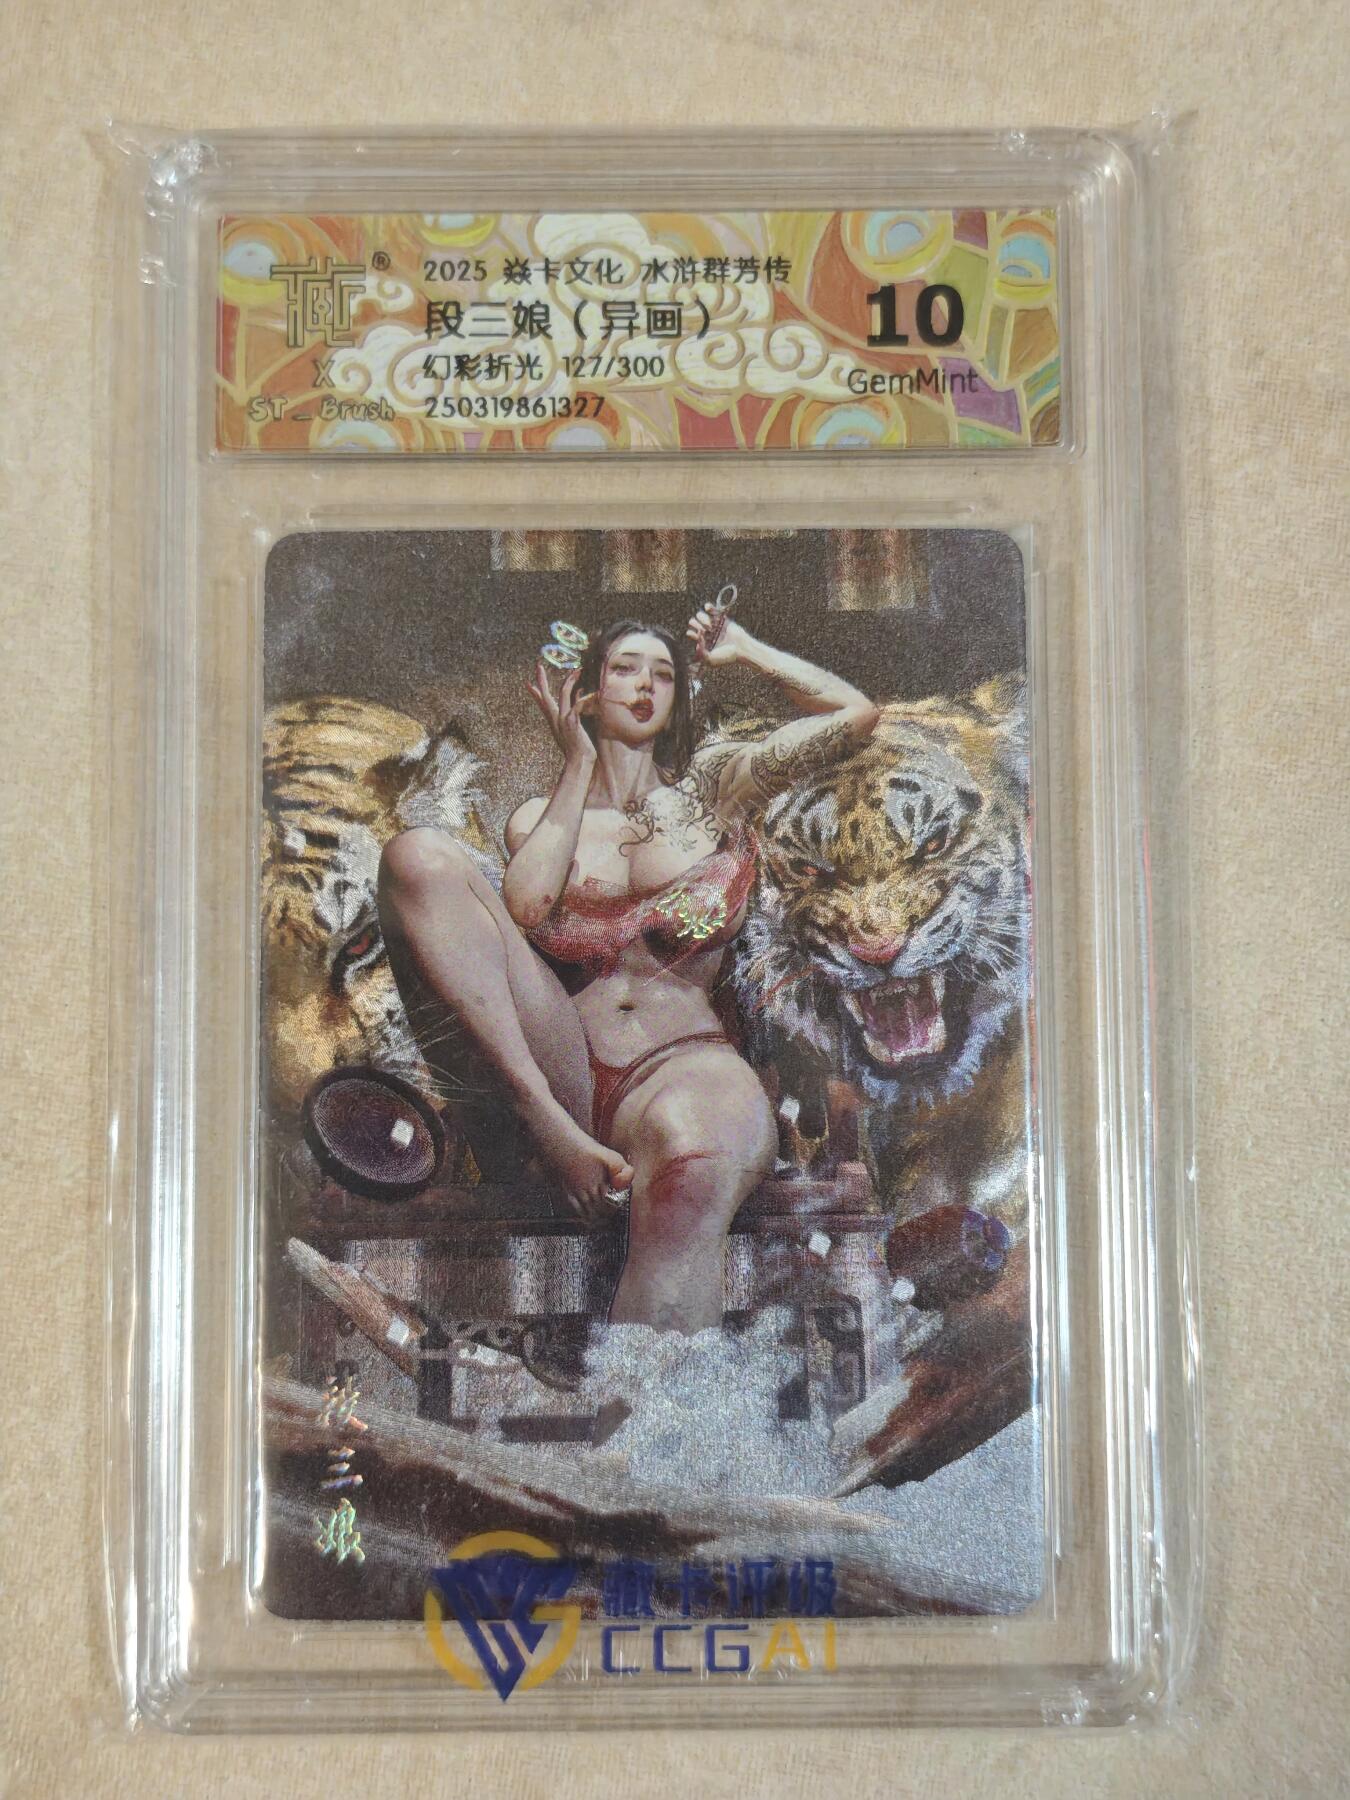 藏®
X
ST_Brush
2025 焱卡文化 水浒群芳传
段三娘（异画）
幻彩折光 127/300
250319861327
10
GemMint
段三娘
藏卡评级
CCGAI